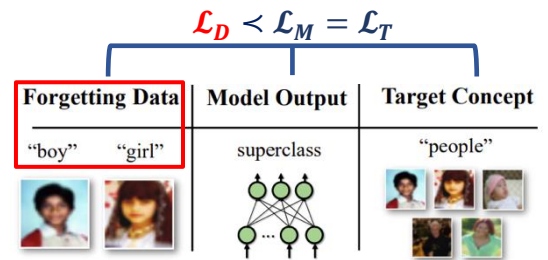 𝓛_D ≺ 𝓛_M = 𝓛_T
Forgetting Data Model Output Target Concept
“boy” “girl” superclass “people”
...